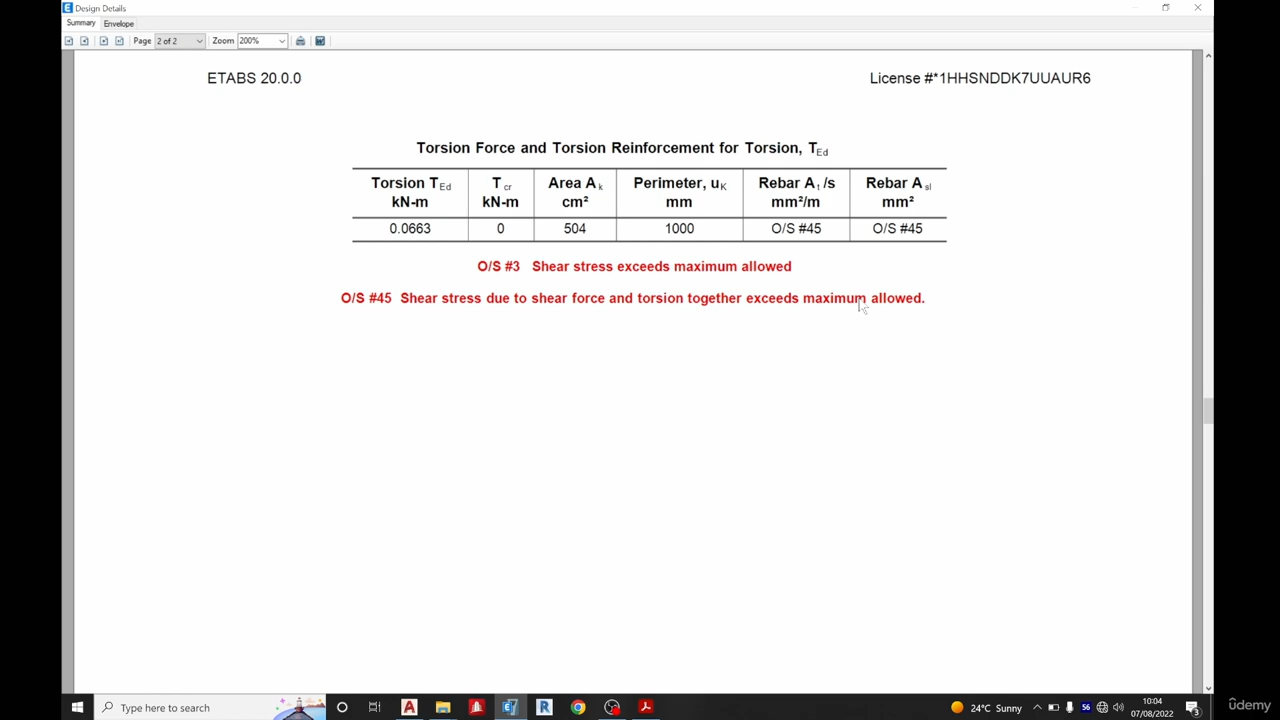 Design Details
Summary Envelope
Page 2 of 2 Zoom 200%
ETABS 20.0.0 License #*1HHSNDDK7UUAUR6
Torsion Force and Torsion Reinforcement for Torsion, TEd
Torsion TEd Tcr Area Ak Perimeter, uK Rebar At /s Rebar Asl
kN-m kN-m cm² mm mm²/m mm²
0.0663 0 504 1000 O/S #45 O/S #45
O/S #3 Shear stress exceeds maximum allowed
O/S #45 Shear stress due to shear force and torsion together exceeds maximum allowed.
Type here to search
24°C Sunny
56
10:04
07/08/2022
3
ûdemy